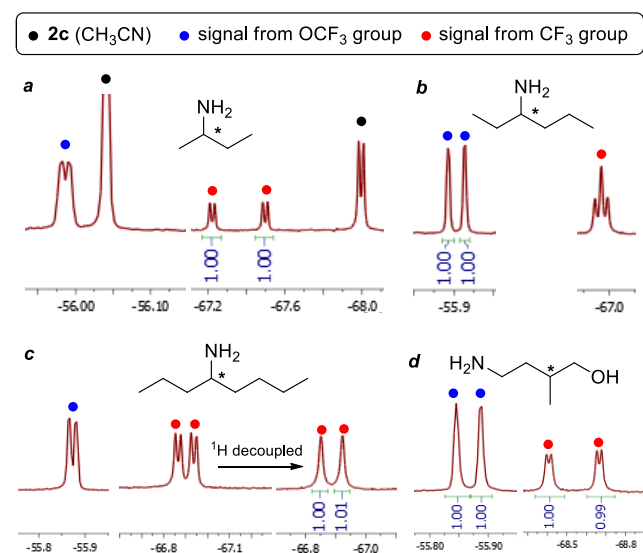 2c (CH3CN) signal from OCF3 group signal from CF3 group
a
NH2
*
1.00 1.00
-56.00 -56.10 -67.2 -67.6 -68.0
b
NH2
*
1.00 1.00
-55.9 -67.0
c
NH2
*
1H decoupled
1.00 1.01
-55.8 -55.9 -66.8 -67.1 -66.8 -67.0
d
H2N
*
OH
1.00 1.00 1.00 0.99
-55.80 -55.90 -68.5 -68.8